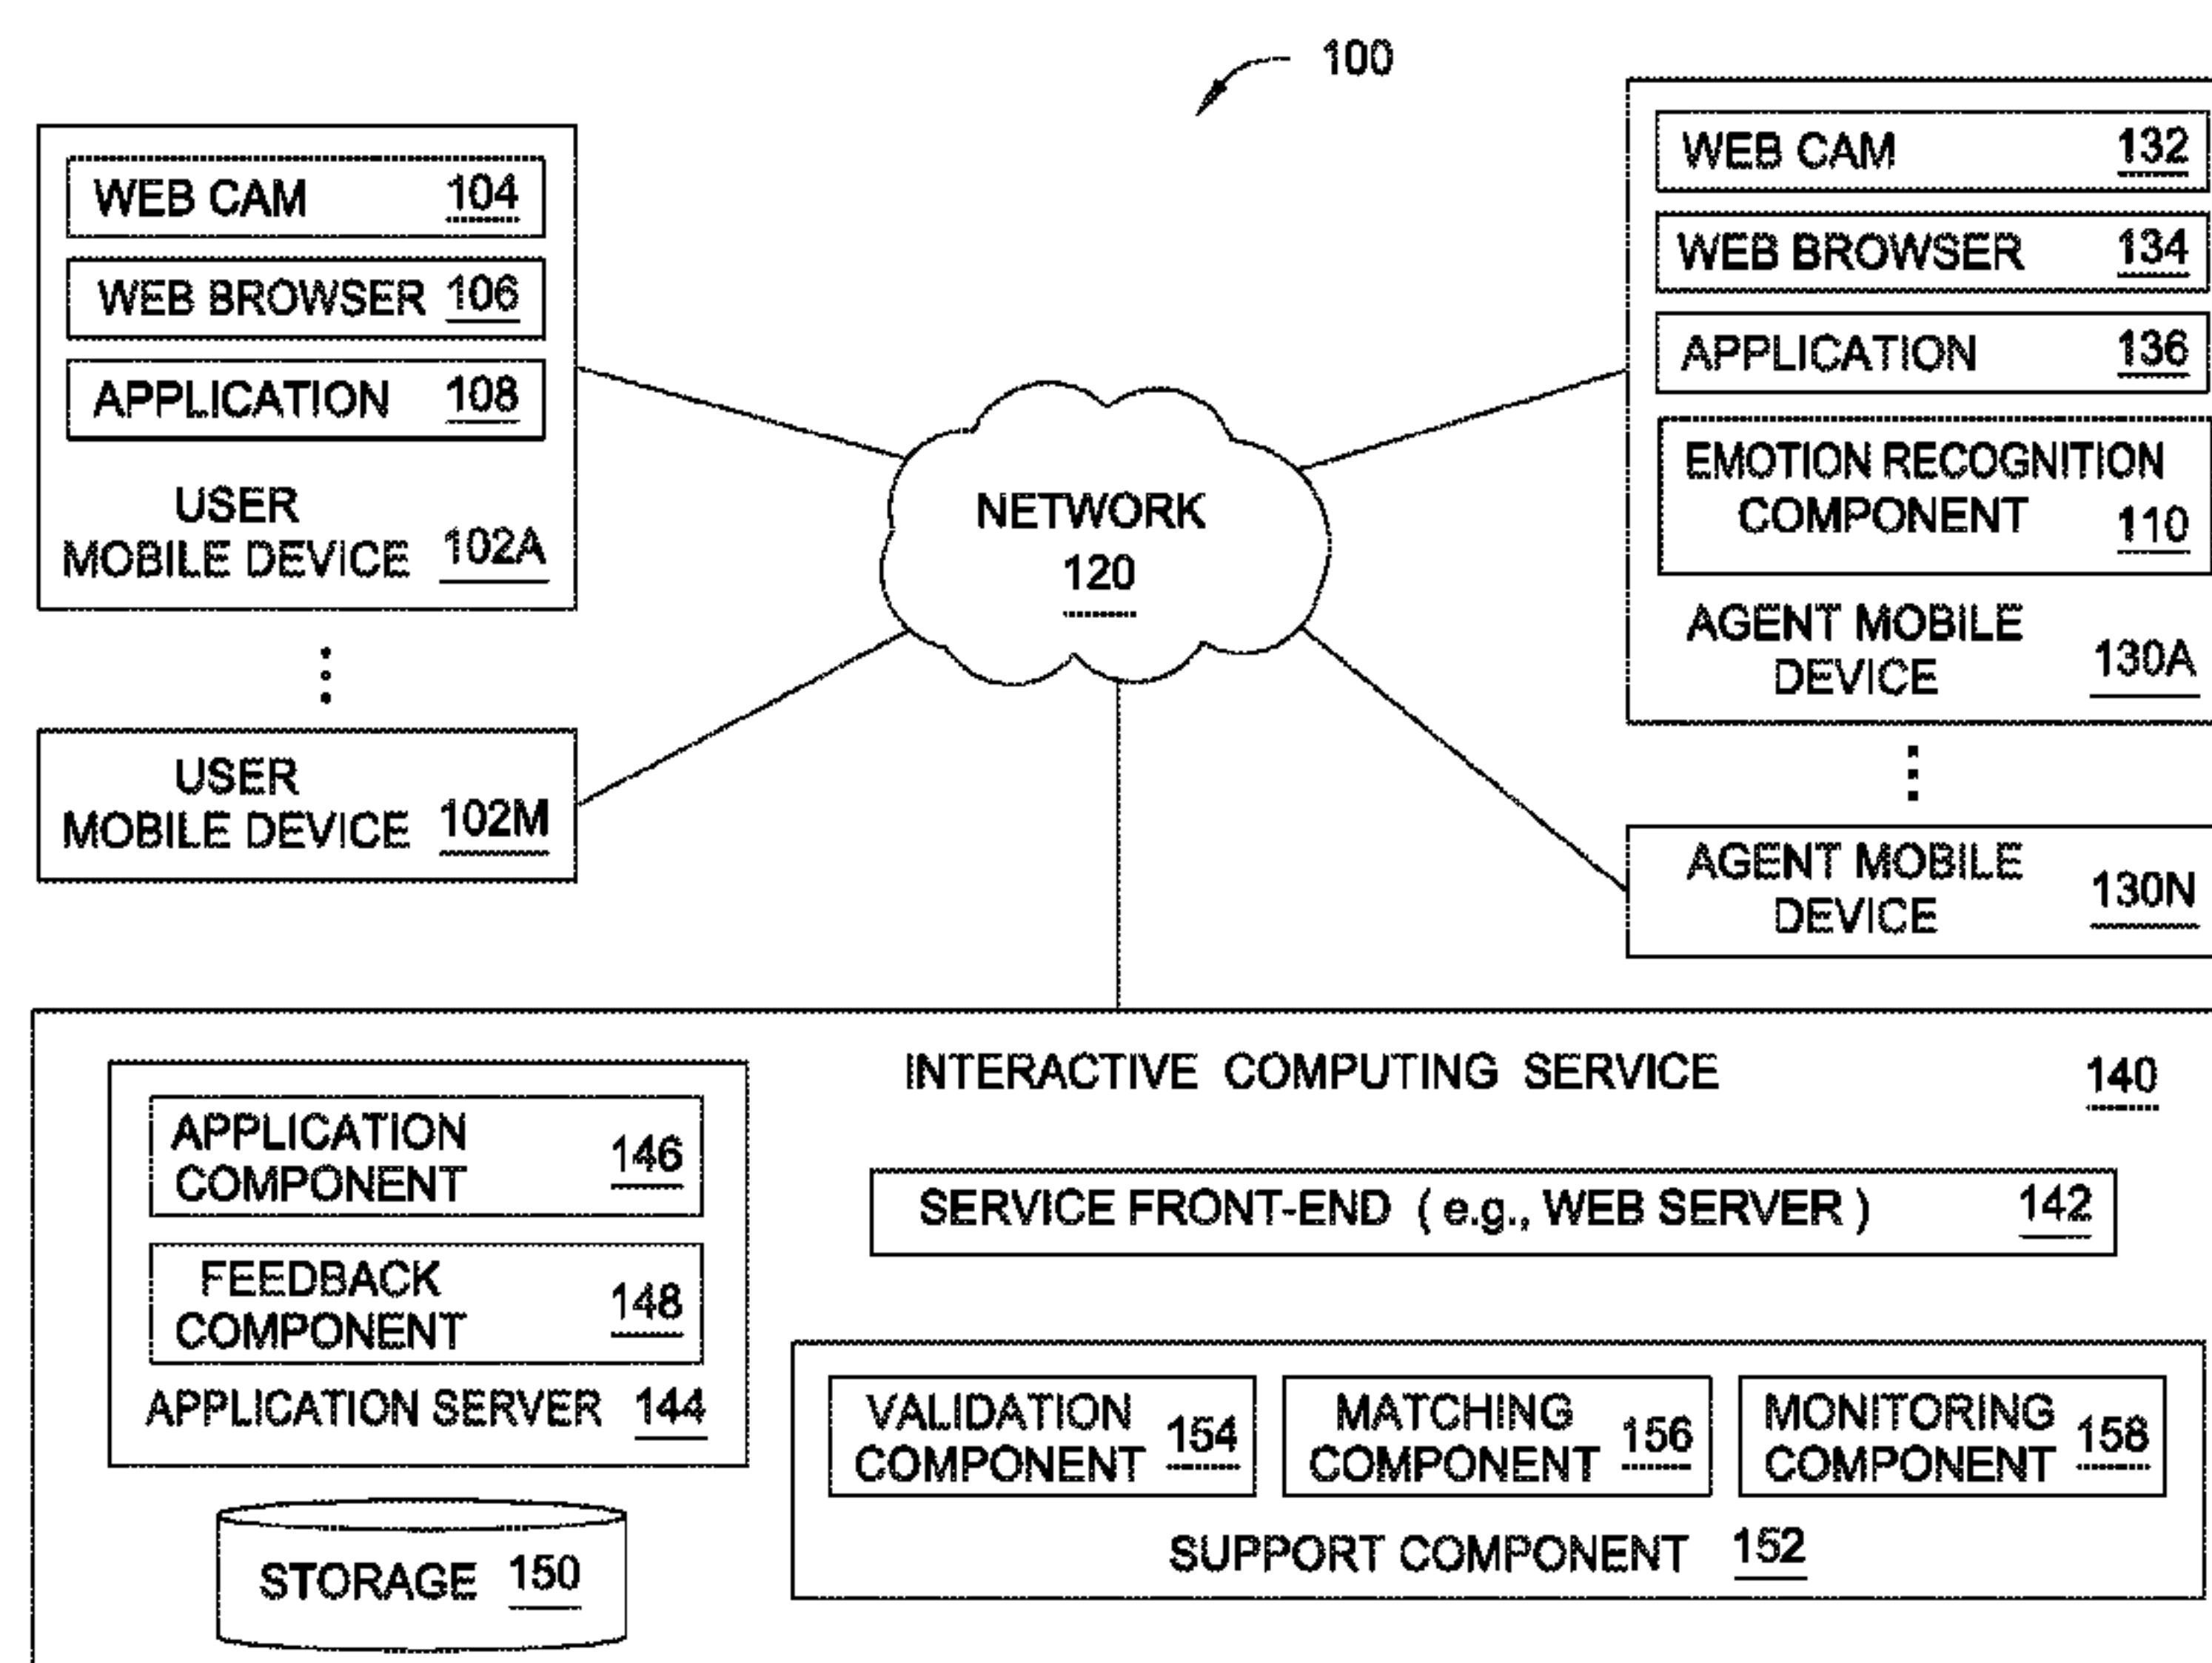 100
WEB CAM 104
WEB BROWSER 106
APPLICATION 108
USER
MOBILE DEVICE 102A
USER
MOBILE DEVICE 102M
NETWORK
120
WEB CAM 132
WEB BROWSER 134
APPLICATION 136
EMOTION RECOGNITION
COMPONENT 110
AGENT MOBILE
DEVICE 130A
AGENT MOBILE
DEVICE 130N
INTERACTIVE COMPUTING SERVICE 140
APPLICATION
COMPONENT 146
FEEDBACK
COMPONENT 148
APPLICATION SERVER 144
STORAGE 150
SERVICE FRONT-END ( e.g., WEB SERVER ) 142
VALIDATION
COMPONENT 154
MATCHING
COMPONENT 156
MONITORING
COMPONENT 158
SUPPORT COMPONENT 152